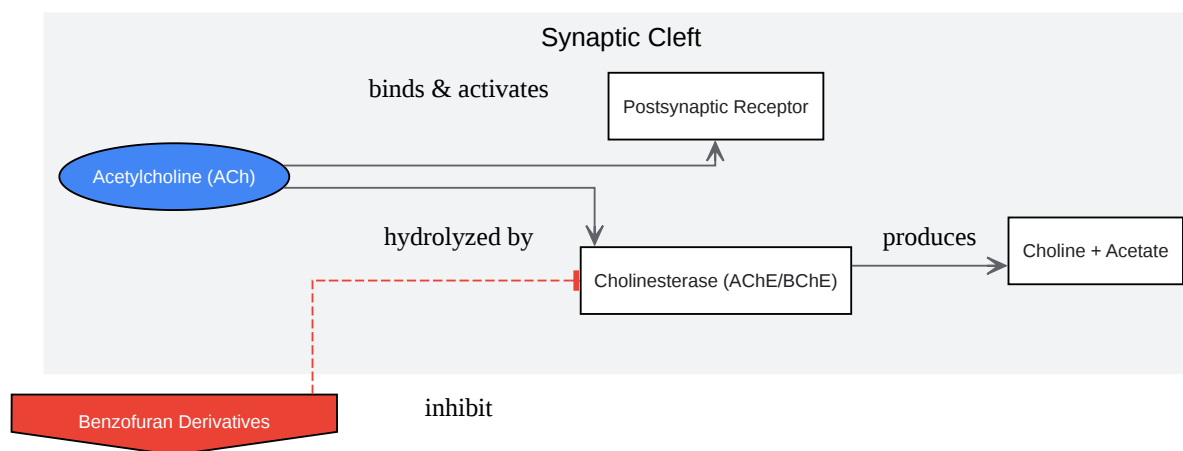 Synaptic Cleft
binds & activates
Postsynaptic Receptor
Acetylcholine (ACh)
hydrolyzed by
produces
Choline + Acetate
Cholinesterase (AChE/BChE)
inhibit
Benzofuran Derivatives